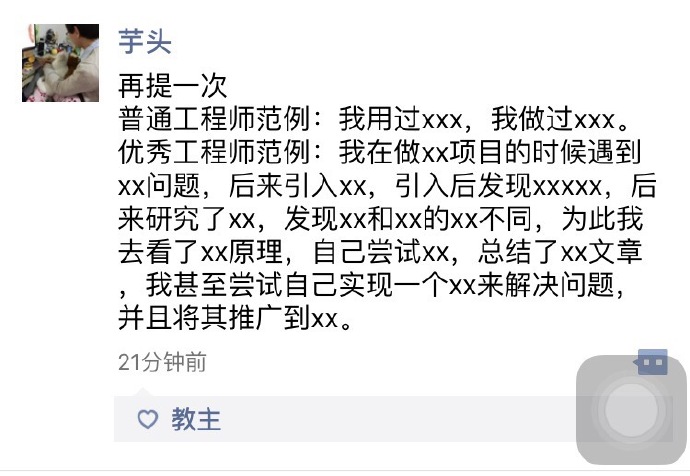 芋头
再提一次
普通工程师范例：我用过xxx，我做过xxx。
优秀工程师范例：我在做xx项目的时候遇到
xx问题，后来引入xx，引入后发现xxxxx，后
来研究了xx，发现xx和xx的xx不同，为此我
去看了xx原理，自己尝试xx，总结了xx文章
，我甚至尝试自己实现一个xx来解决问题，
并且将其推广到xx。
21分钟前
教主